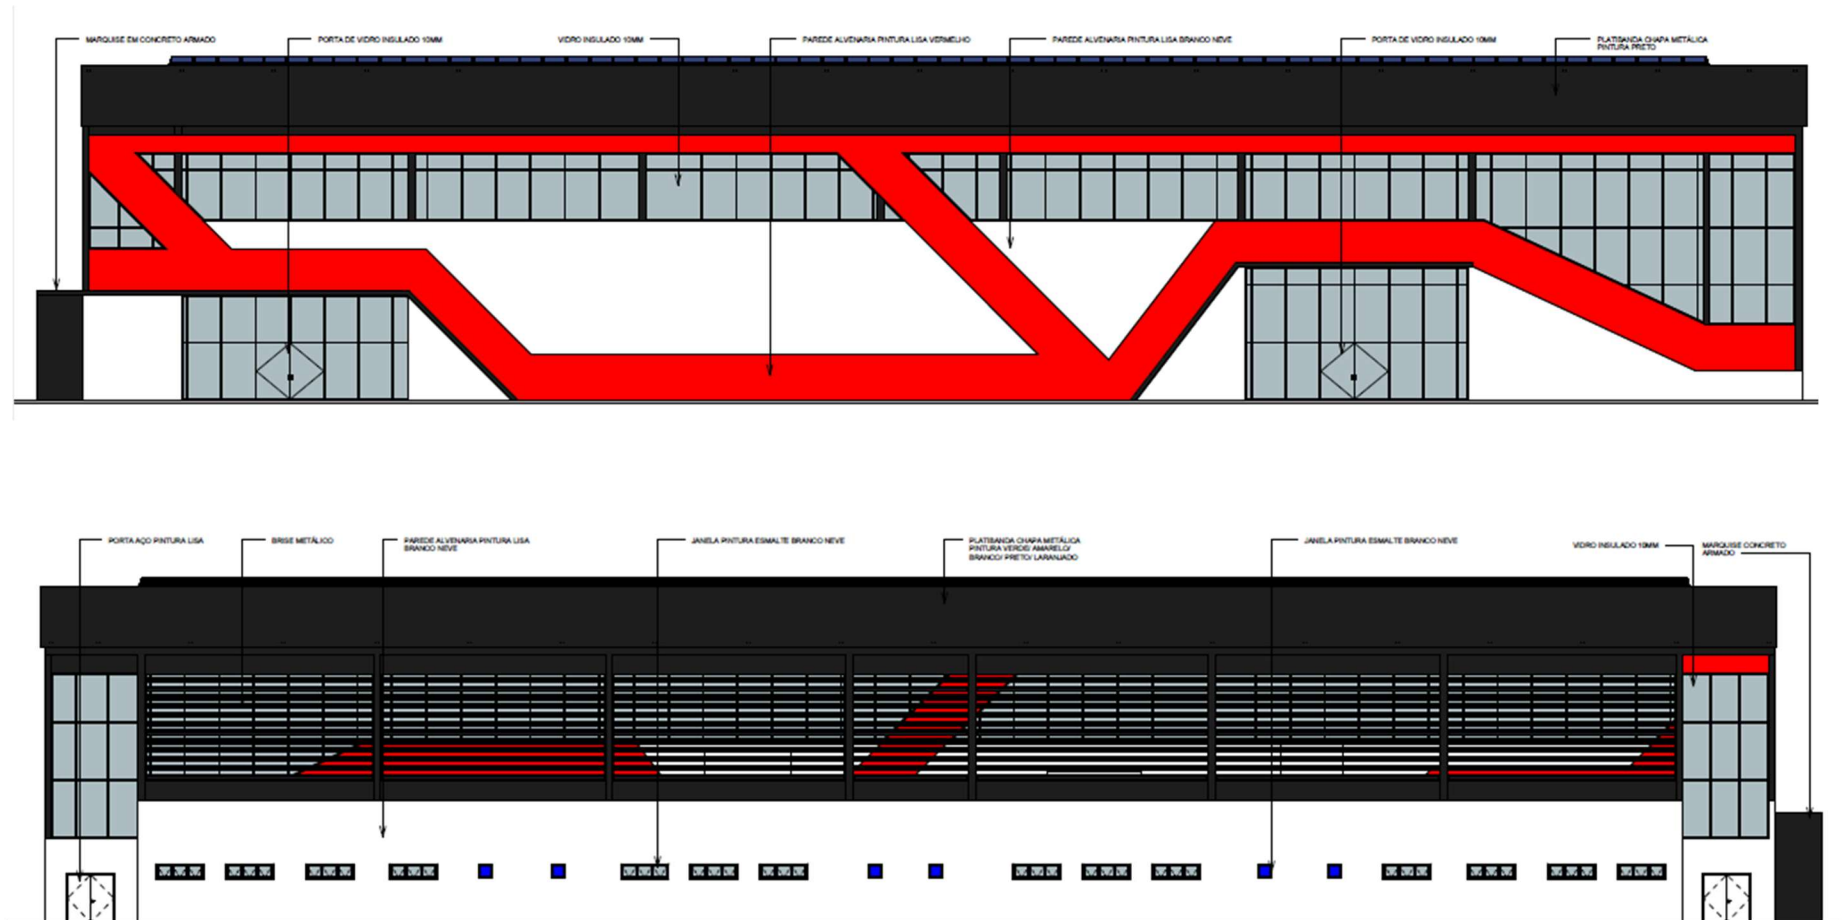 MARQUISE EM CONCRETO ARMADO
PORTA DE VIDRO INSULADO 10MM
VIDRO INSULADO 10MM
PAREDE ALVENARIA PINTURA LISA VERMELHO
PAREDE ALVENARIA PINTURA LISA BRANCO NEVE
PORTA DE VIDRO INSULADO 10MM
PLATIBANDA CHAPA METÁLICA
PINTURA PRETO
PORTA AÇO PINTURA LISA
BRISE METÁLICO
PAREDE ALVENARIA PINTURA LISA
BRANCO NEVE
JANELA PINTURA ESMALTE BRANCO NEVE
PLATIBANDA CHAPA METÁLICA
PINTURA VERDE/ AMARELO/
BRANCO/ PRETO/ LARANJADO
JANELA PINTURA ESMALTE BRANCO NEVE
VIDRO INSULADO 10MM
MARQUISE CONCRETO
ARMADO